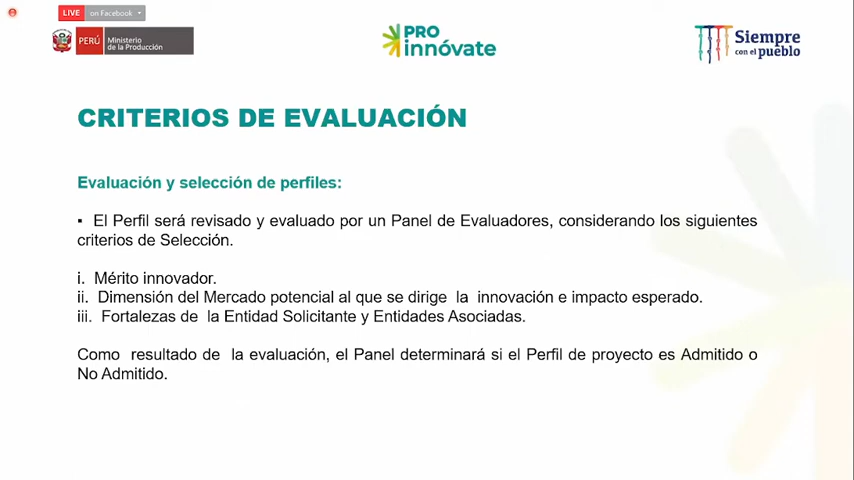 LIVE on Facebook
PERÚ Ministerio de la Producción
PRO innóvate
Siempre con el pueblo
CRITERIOS DE EVALUACIÓN
Evaluación y selección de perfiles:
▪ El Perfil será revisado y evaluado por un Panel de Evaluadores, considerando los siguientes
criterios de Selección.
i. Mérito innovador.
ii. Dimensión del Mercado potencial al que se dirige la innovación e impacto esperado.
iii. Fortalezas de la Entidad Solicitante y Entidades Asociadas.
Como resultado de la evaluación, el Panel determinará si el Perfil de proyecto es Admitido o
No Admitido.